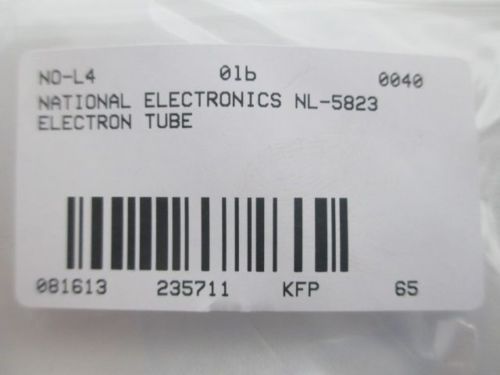 NO-L4 01b 0040
NATIONAL ELECTRONICS NL-5823
ELECTRON TUBE
081613 235711 KFP 65